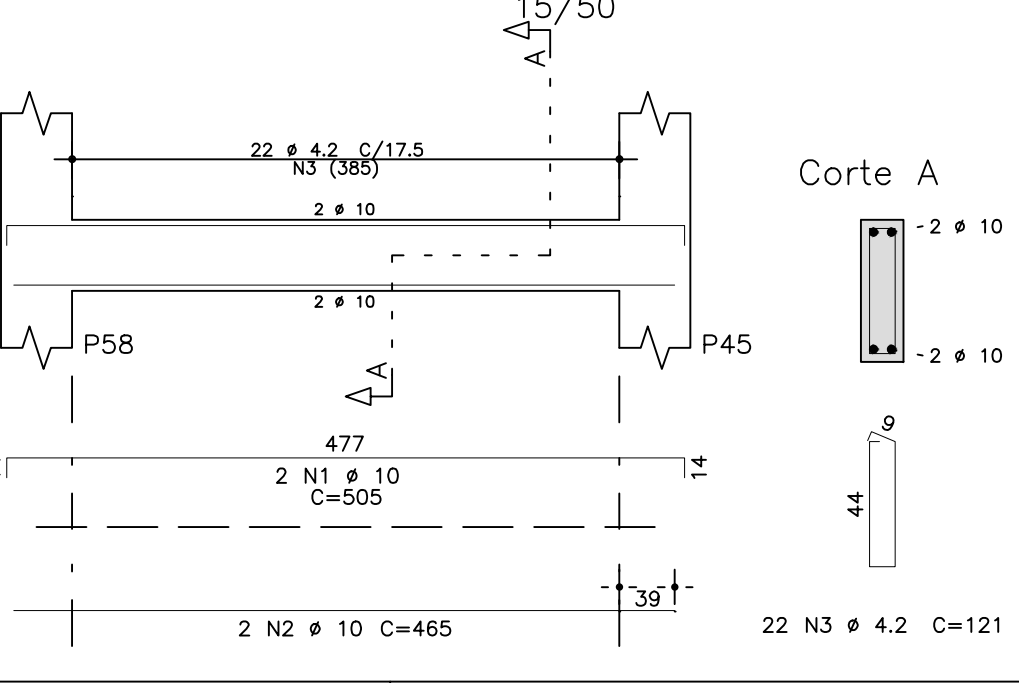 15/50
A
22 ø 4.2 C/17.5
N3 (385)
2 ø 10
2 ø 10
P58
P45
A
Corte A
-2 ø 10
-2 ø 10
477
2 N1 ø 10
C=505
14
39
2 N2 ø 10 C=465
9
44
22 N3 ø 4.2 C=121